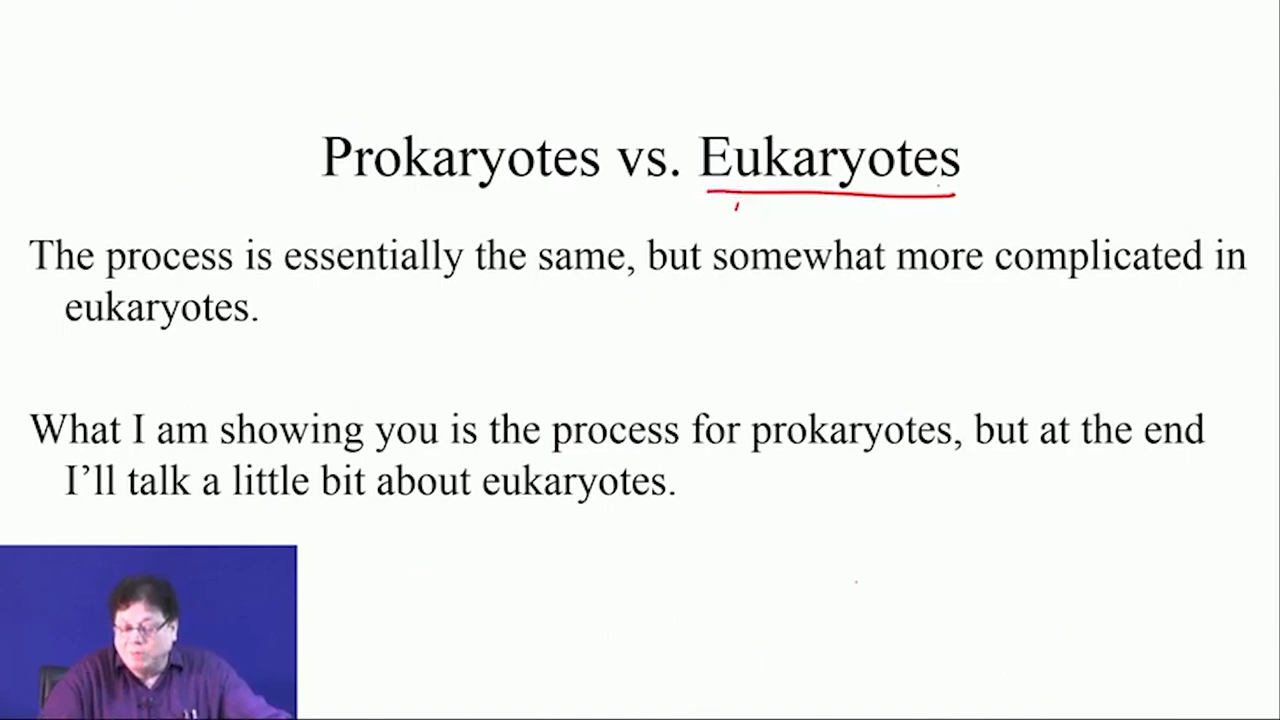 Prokaryotes vs. Eukaryotes
The process is essentially the same, but somewhat more complicated in
eukaryotes.
What I am showing you is the process for prokaryotes, but at the end
I’ll talk a little bit about eukaryotes.